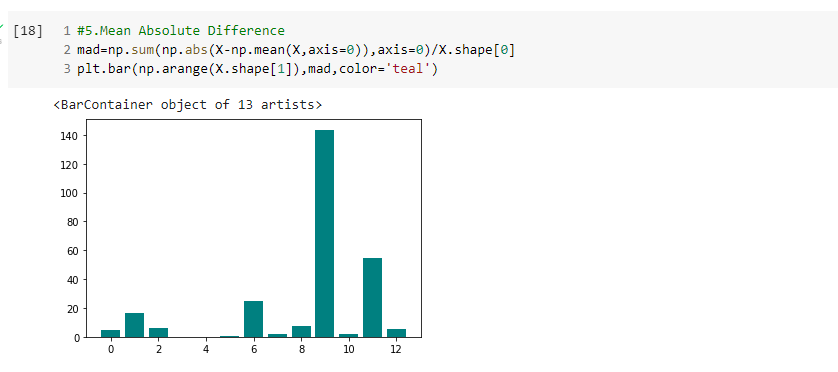 [18]
1 #5.Mean Absolute Difference
2 mad=np.sum(np.abs(X-np.mean(X,axis=0)),axis=0)/X.shape[0]
3 plt.bar(np.arange(X.shape[1]),mad,color='teal')
<BarContainer object of 13 artists>
140
120
100
80
60
40
20
0
0 2 4 6 8 10 12